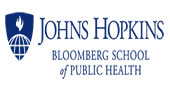 JOHNS HOPKINS
BLOOMBERG SCHOOL
of PUBLIC HEALTH